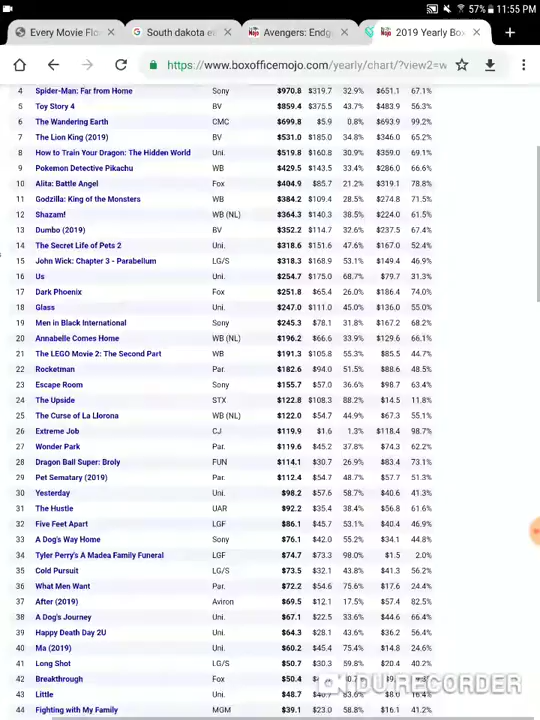 57% 11:55 PM
Every Movie Flo
South dakota ea
Avengers: Endg
2019 Yearly Box
https://www.boxofficemojo.com/yearly/chart/?view2=w
4 Spider-Man: Far from Home Sony $970.8 $319.7 32.9% $651.1 67.1%
5 Toy Story 4 BV $859.4 $375.5 43.7% $483.9 56.3%
6 The Wandering Earth CMC $699.8 $5.9 0.8% $693.9 99.2%
7 The Lion King (2019) BV $531.0 $185.0 34.8% $346.0 65.2%
8 How to Train Your Dragon: The Hidden World Uni. $519.8 $160.8 30.9% $359.0 69.1%
9 Pokemon Detective Pikachu WB $429.5 $143.5 33.4% $286.0 66.6%
10 Alita: Battle Angel Fox $404.9 $85.7 21.2% $319.1 78.8%
11 Godzilla: King of the Monsters WB $384.2 $109.4 28.5% $274.8 71.5%
12 Shazam! WB (NL) $364.3 $140.3 38.5% $224.0 61.5%
13 Dumbo (2019) BV $352.2 $114.7 32.6% $237.5 67.4%
14 The Secret Life of Pets 2 Uni. $318.6 $151.6 47.6% $167.0 52.4%
15 John Wick: Chapter 3 - Parabellum LG/S $318.3 $168.9 53.1% $149.4 46.9%
16 Us Uni. $254.7 $175.0 68.7% $79.7 31.3%
17 Dark Phoenix Fox $251.8 $65.4 26.0% $186.4 74.0%
18 Glass Uni. $247.0 $111.0 45.0% $136.0 55.0%
19 Men in Black International Sony $245.3 $78.1 31.8% $167.2 68.2%
20 Annabelle Comes Home WB (NL) $196.2 $66.6 33.9% $129.6 66.1%
21 The LEGO Movie 2: The Second Part WB $191.3 $105.8 55.3% $85.5 44.7%
22 Rocketman Par. $182.6 $94.0 51.5% $88.6 48.5%
23 Escape Room Sony $155.7 $57.0 36.6% $98.7 63.4%
24 The Upside STX $122.8 $108.3 88.2% $14.5 11.8%
25 The Curse of La Llorona WB (NL) $122.0 $54.7 44.9% $67.3 55.1%
26 Extreme Job CJ $119.9 $1.6 1.3% $118.4 98.7%
27 Wonder Park Par. $119.6 $45.2 37.8% $74.3 62.2%
28 Dragon Ball Super: Broly FUN $114.1 $30.7 26.9% $83.4 73.1%
29 Pet Sematary (2019) Par. $112.4 $54.7 48.7% $57.7 51.3%
30 Yesterday Uni. $98.2 $57.6 58.7% $40.6 41.3%
31 The Hustle UAR $92.2 $35.4 38.4% $56.8 61.6%
32 Five Feet Apart LGF $86.1 $45.7 53.1% $40.4 46.9%
33 A Dog's Way Home Sony $76.1 $42.0 55.2% $34.1 44.8%
34 Tyler Perry's A Madea Family Funeral LGF $74.7 $73.3 98.0% $1.5 2.0%
35 Cold Pursuit LG/S $73.5 $32.1 43.8% $41.3 56.2%
36 What Men Want Par. $72.2 $54.6 75.6% $17.6 24.4%
37 After (2019) Aviron $69.5 $12.1 17.5% $57.4 82.5%
38 A Dog's Journey Uni. $67.1 $22.5 33.6% $44.6 66.4%
39 Happy Death Day 2U Uni. $64.3 $28.1 43.6% $36.2 56.4%
40 Ma (2019) Uni. $60.2 $45.4 75.4% $14.8 24.6%
41 Long Shot LG/S $50.7 $30.3 59.8% $20.4 40.2%
42 Breakthrough Fox $50.4
DU RECORDER
43 Little Uni. $48.7 $40.7 83.6% $8.0 16.4%
44 Fighting with My Family MGM $39.1 $23.0 58.8% $16.1 41.2%